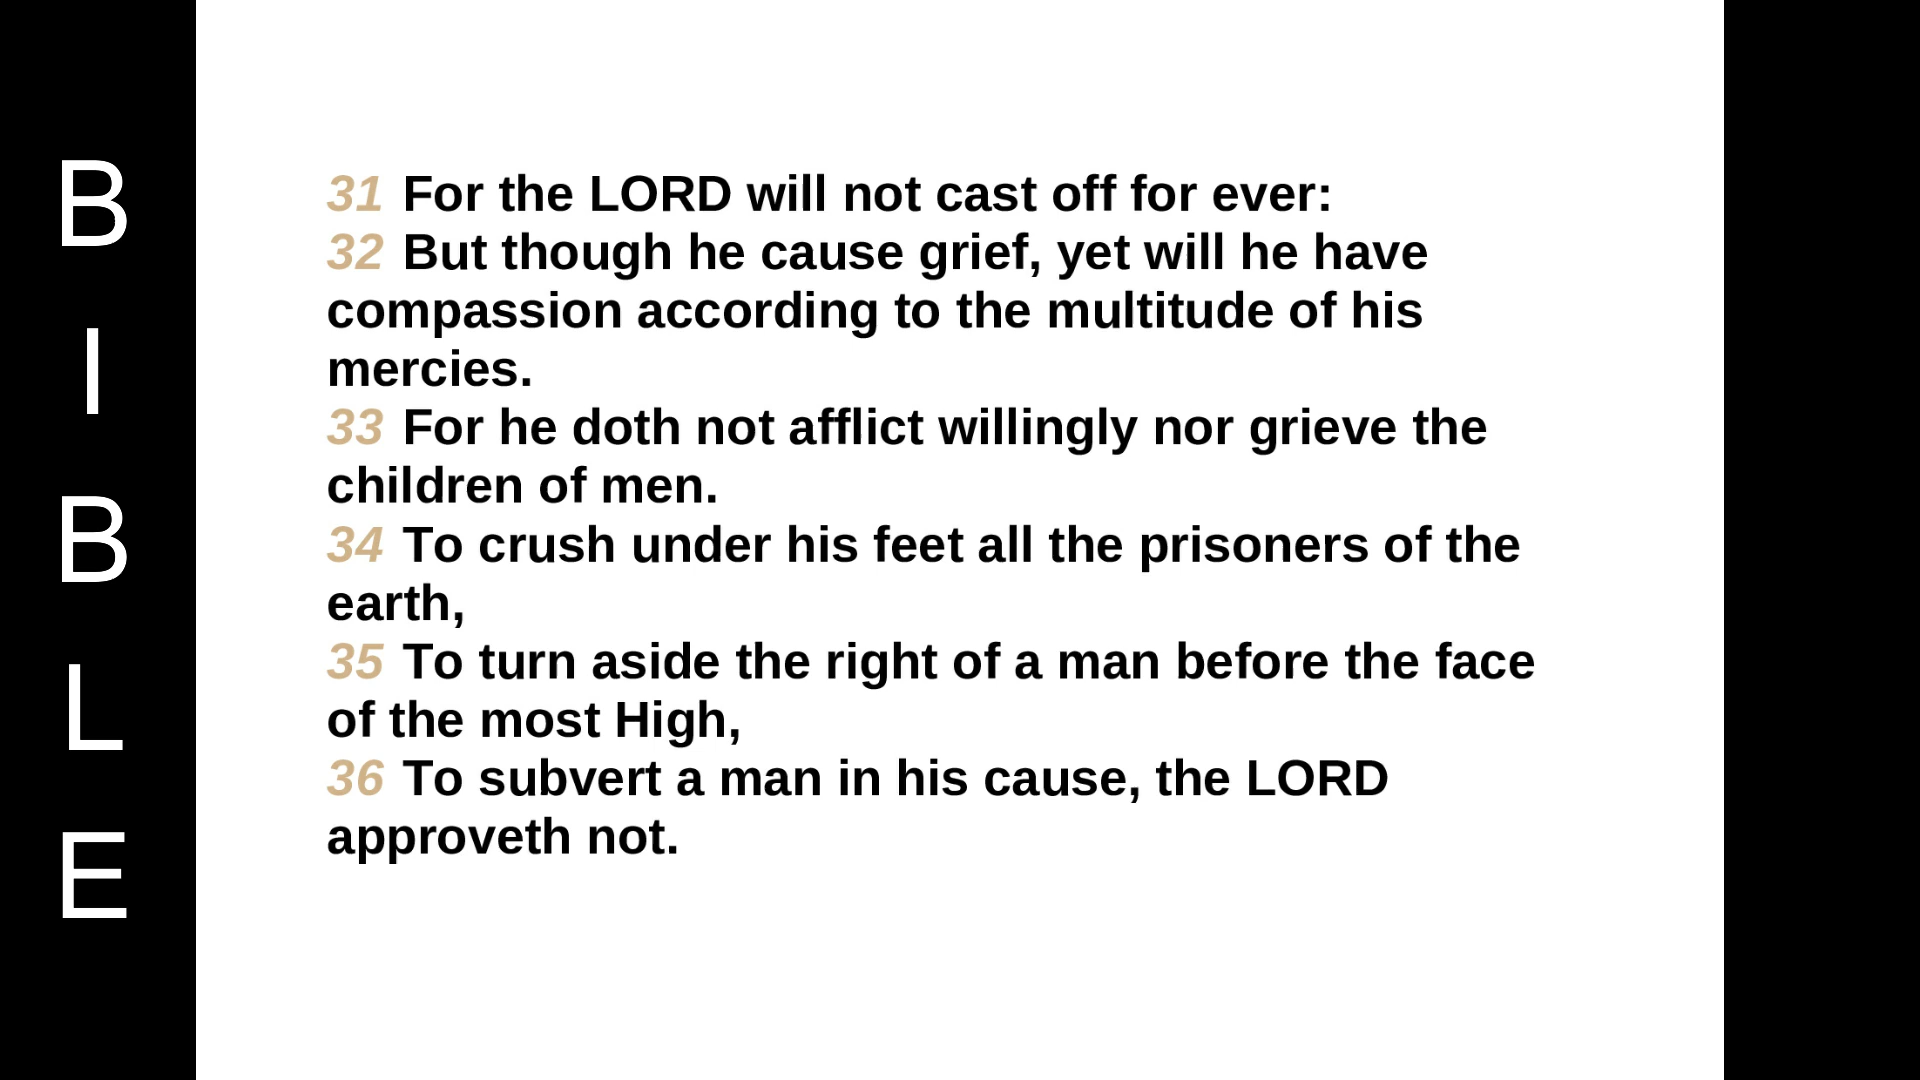 BIBLE
31 For the LORD will not cast off for ever:
32 But though he cause grief, yet will he have
compassion according to the multitude of his
mercies.
33 For he doth not afflict willingly nor grieve the
children of men.
34 To crush under his feet all the prisoners of the
earth,
35 To turn aside the right of a man before the face
of the most High,
36 To subvert a man in his cause, the LORD
approveth not.